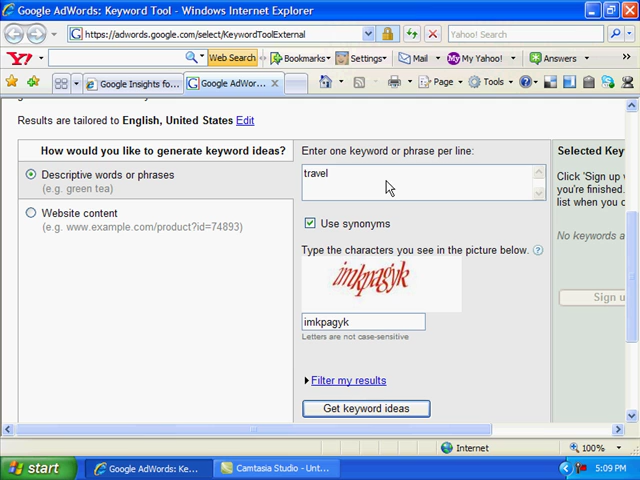 Google AdWords: Keyword Tool - Windows Internet Explorer
https://adwords.google.com/select/KeywordToolExternal
Yahoo! Search
Y!
Web Search
Bookmarks
Settings
Mail
My Yahoo!
Answers
Google Insights fo...
Google AdWor...
Page
Tools
Results are tailored to English, United States Edit
How would you like to generate keyword ideas?
Descriptive words or phrases
(e.g. green tea)
Website content
(e.g. www.example.com/product?id=74893)
Enter one keyword or phrase per line:
travel
Use synonyms
Type the characters you see in the picture below.
imkpagyk
imkpagyk
Letters are not case-sensitive
Filter my results
Get keyword ideas
Selected Key
Click 'Sign up
you're finished.
list when you c
No keywords a
Sign u
Internet
100%
start
Google AdWords: Ke...
Camtasia Studio - Unt...
5:09 PM